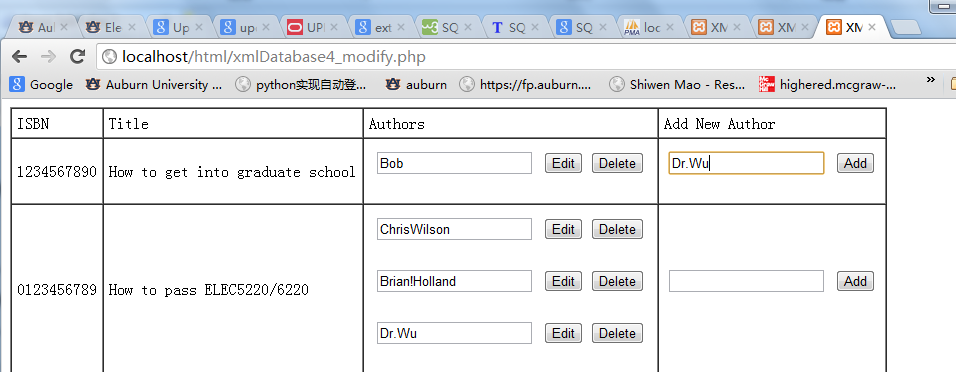 Au Ele Up up UP ext SQ SQ SQ loc XM XM XM
localhost/html/xmlDatabase4_modify.php
Google Auburn University ... python实现自动登... auburn https://fp.auburn.... Shiwen Mao - Res... highered.mcgraw-... »
ISBN Title Authors Add New Author
1234567890 How to get into graduate school Bob Edit Delete Dr.Wu Add
ChrisWilson Edit Delete
0123456789 How to pass ELEC5220/6220 Brian!Holland Edit Delete Add
Dr.Wu Edit Delete